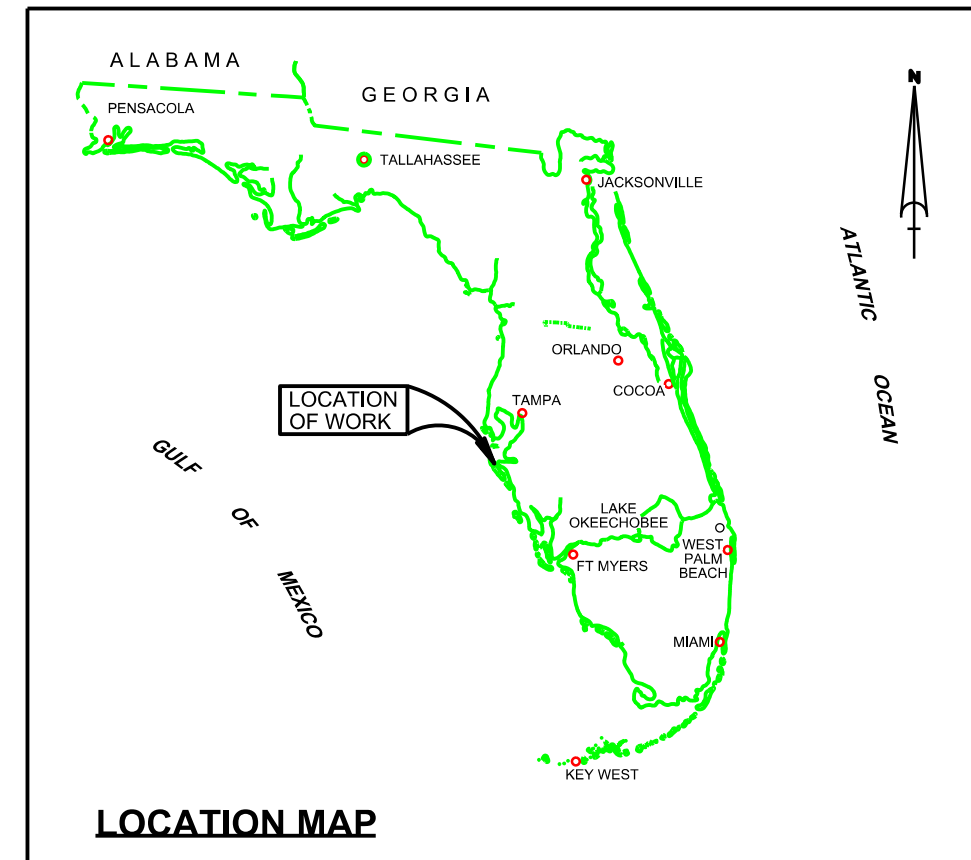 ALABAMA
GEORGIA
N
PENSACOLA
TALLAHASSEE
JACKSONVILLE
ATLANTIC
OCEAN
ORLANDO
COCOA
TAMPA
LOCATION
OF WORK
GULF
OF
MEXICO
LAKE
OKEECHOBEE
WEST
PALM
BEACH
FT MYERS
MIAMI
KEY WEST
LOCATION MAP